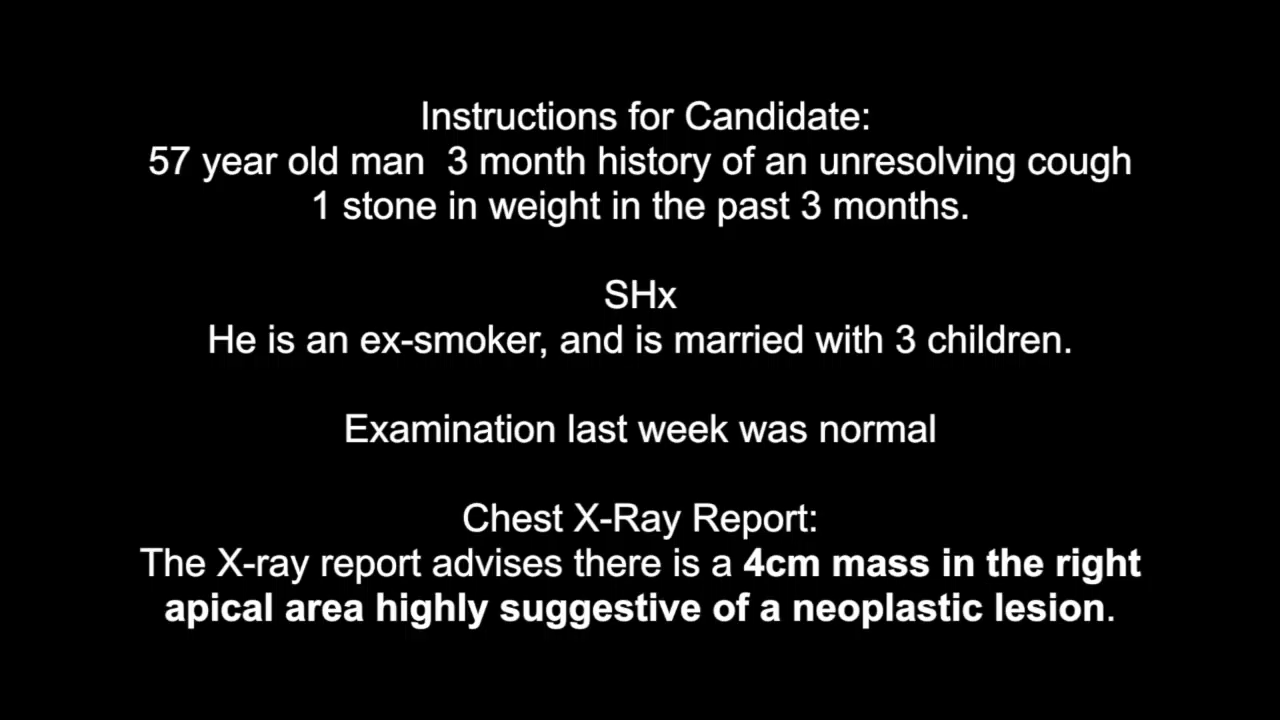 Instructions for Candidate:
57 year old man  3 month history of an unresolving cough
1 stone in weight in the past 3 months.
SHx
He is an ex-smoker, and is married with 3 children.
Examination last week was normal
Chest X-Ray Report:
The X-ray report advises there is a 4cm mass in the right
apical area highly suggestive of a neoplastic lesion.